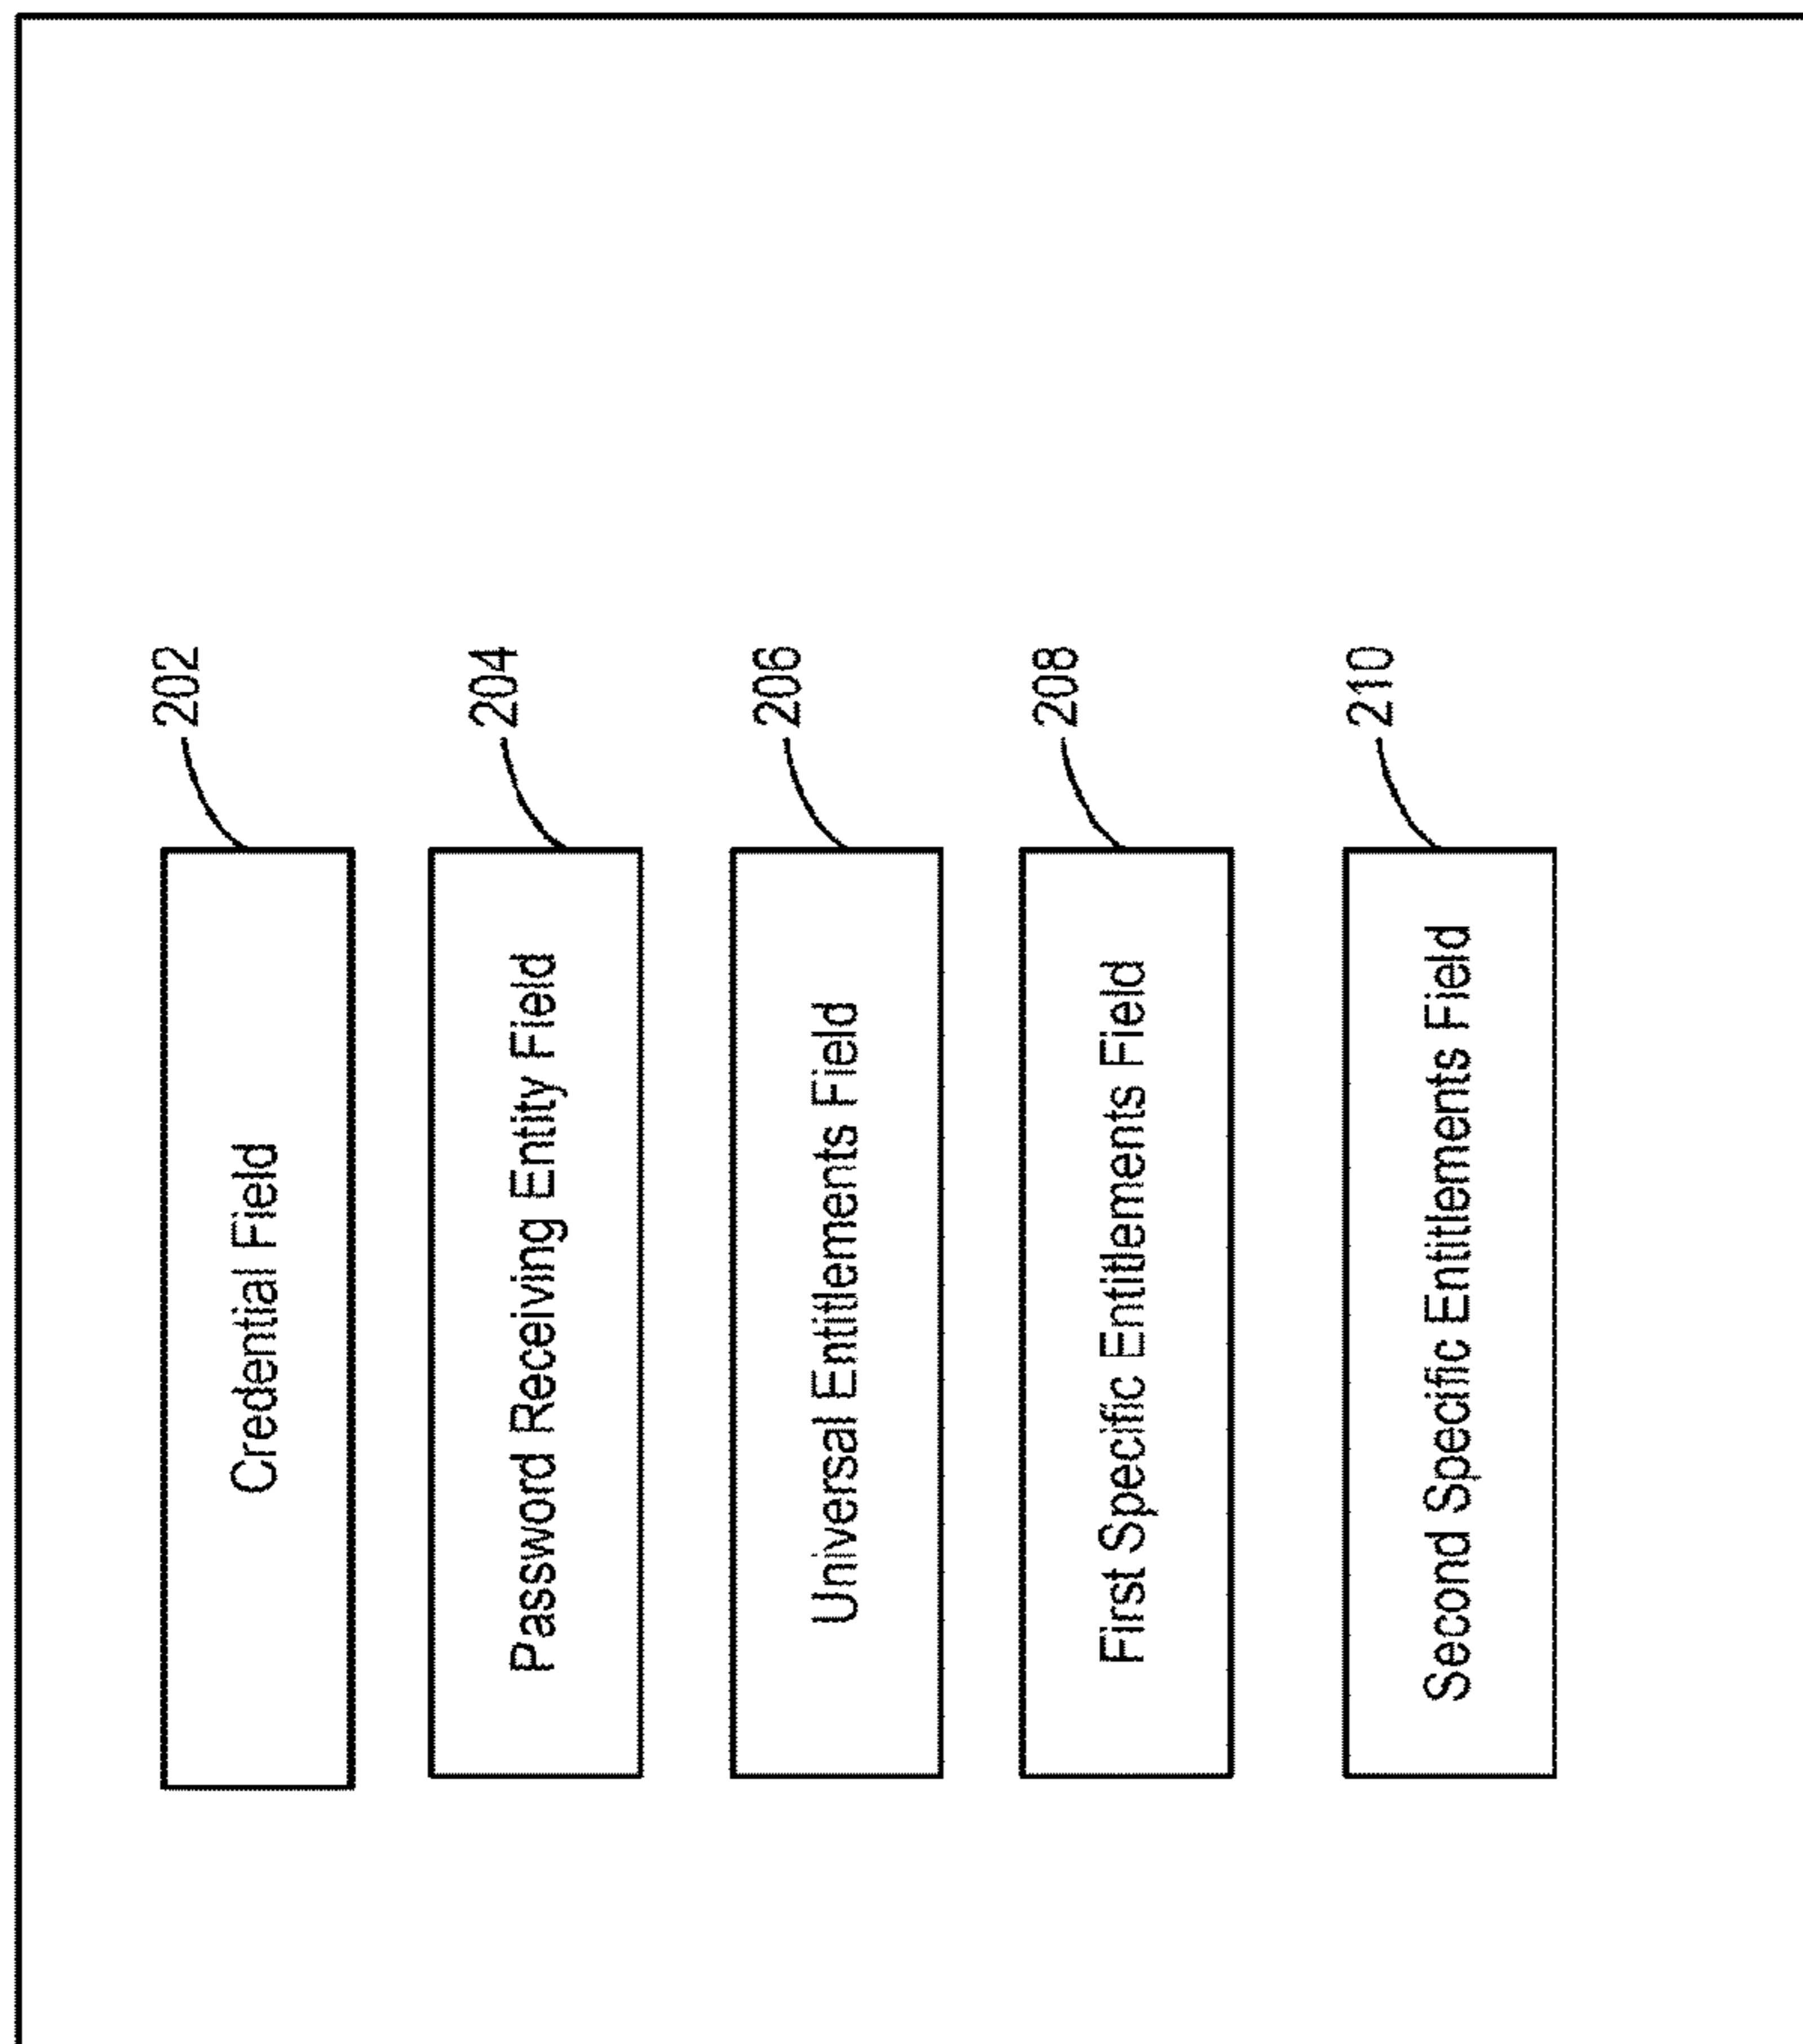 Credential Field
202
Password Receiving Entity Field
204
Universal Entitlements Field
206
First Specific Entitlements Field
208
Second Specific Entitlements Field
210